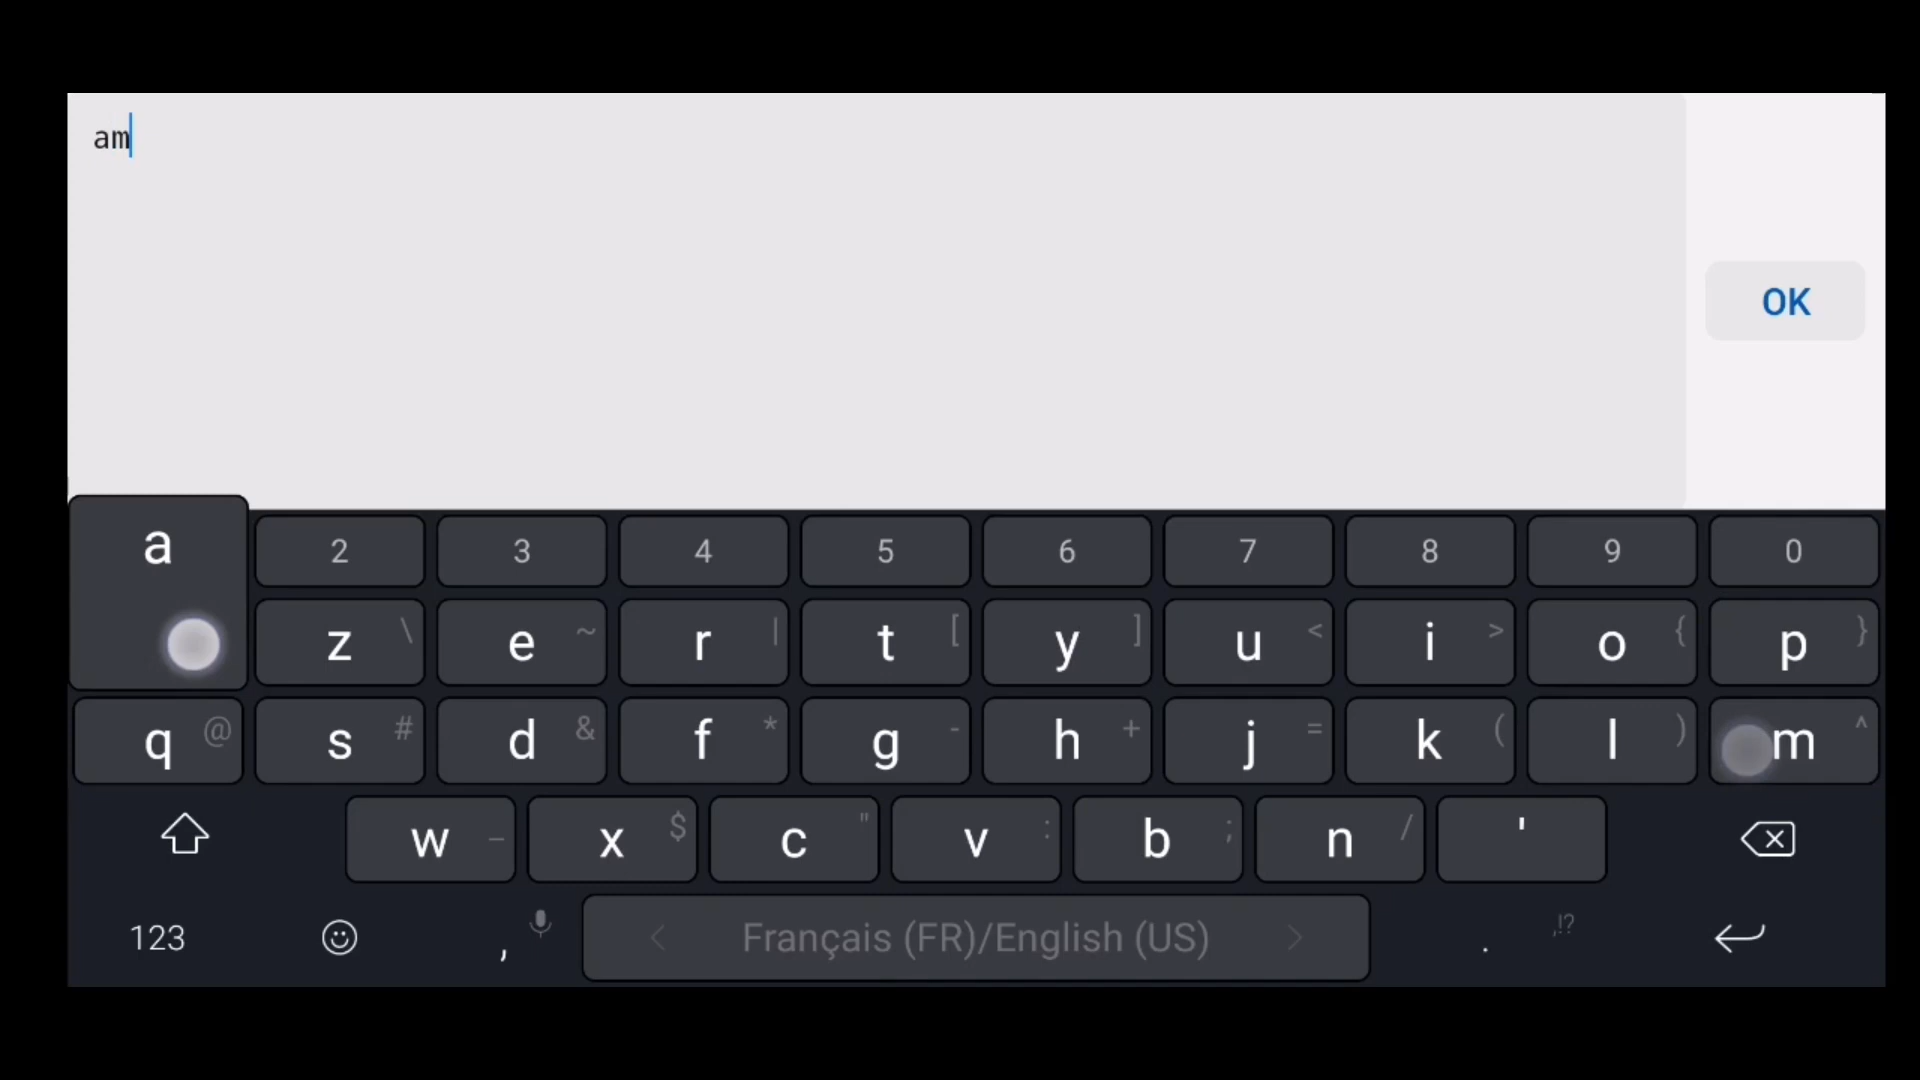 am
OK
a 2 3 4 5 6 7 8 9 0
z \ e ~ r | t [ y ] u < i > o { p }
q @ s # d & f * g - h + j = k ( l ) m ^
w _ x $ c " v : b ; n / '
123 , < Français (FR)/English (US) > . ,!?